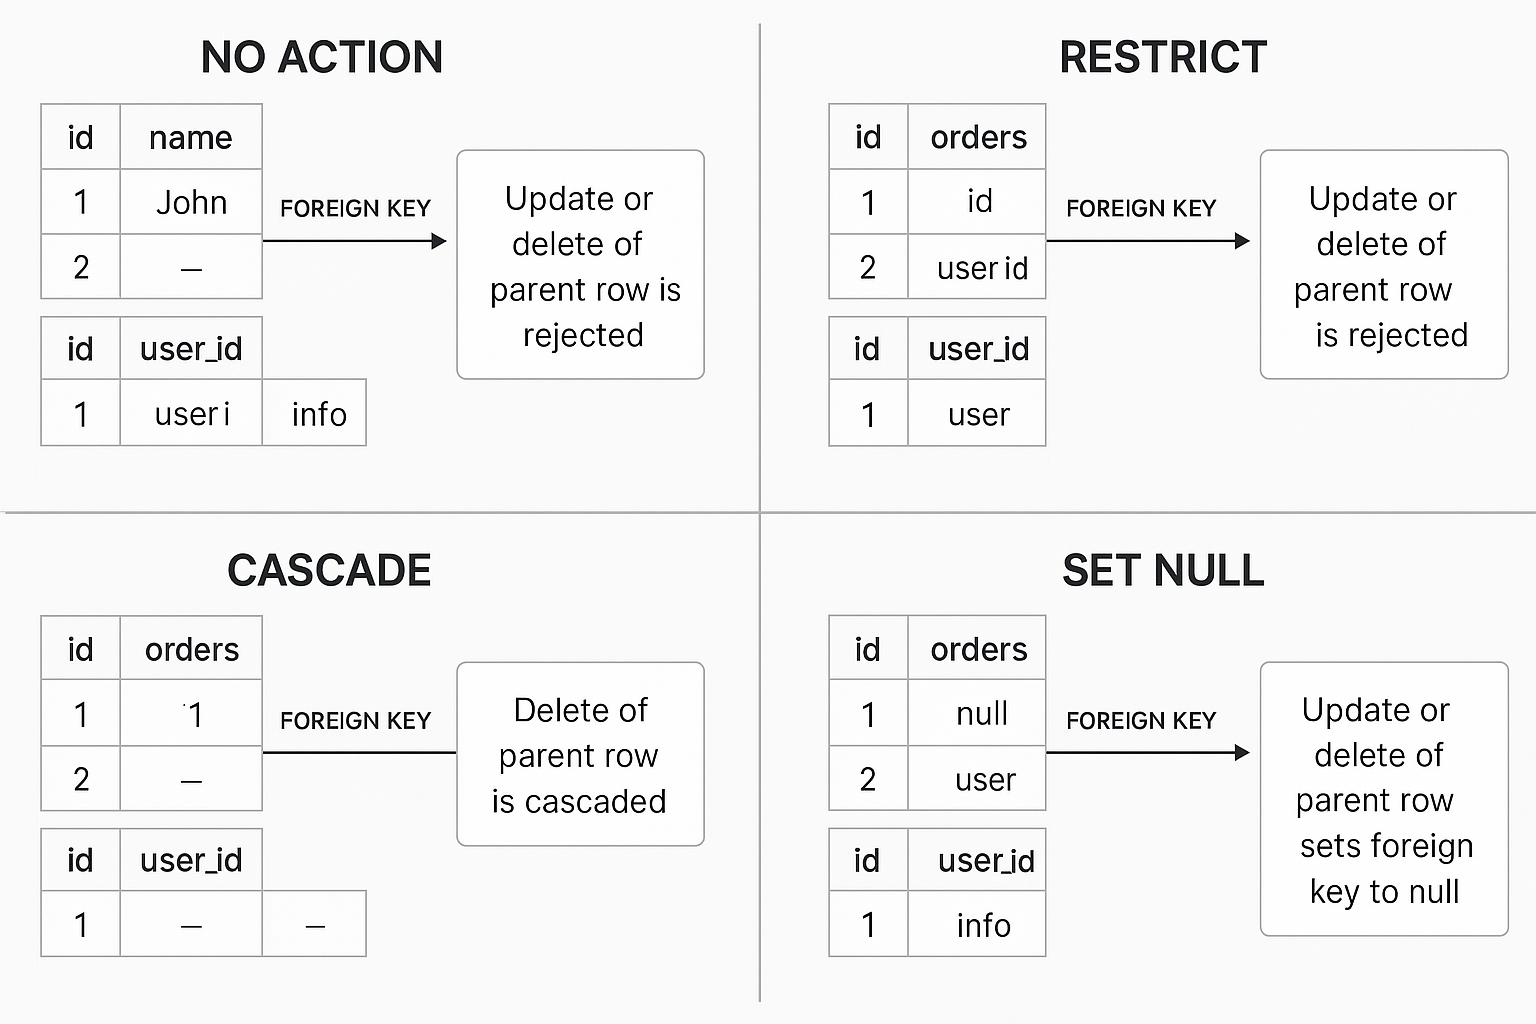 NO ACTION
id name
1 John
2 –
FOREIGN KEY
Update or
delete of
parent row is
rejected
id user_id
1 user i info
RESTRICT
id orders
1 id
2 user id
FOREIGN KEY
Update or
delete of
parent row
is rejected
id user_id
1 user
CASCADE
id orders
1 1
2 –
FOREIGN KEY
Delete of
parent row
is cascaded
id user_id
1 – –
SET NULL
id orders
1 null
2 user
FOREIGN KEY
Update or
delete of
parent row
sets foreign
key to null
id user_id
1 info